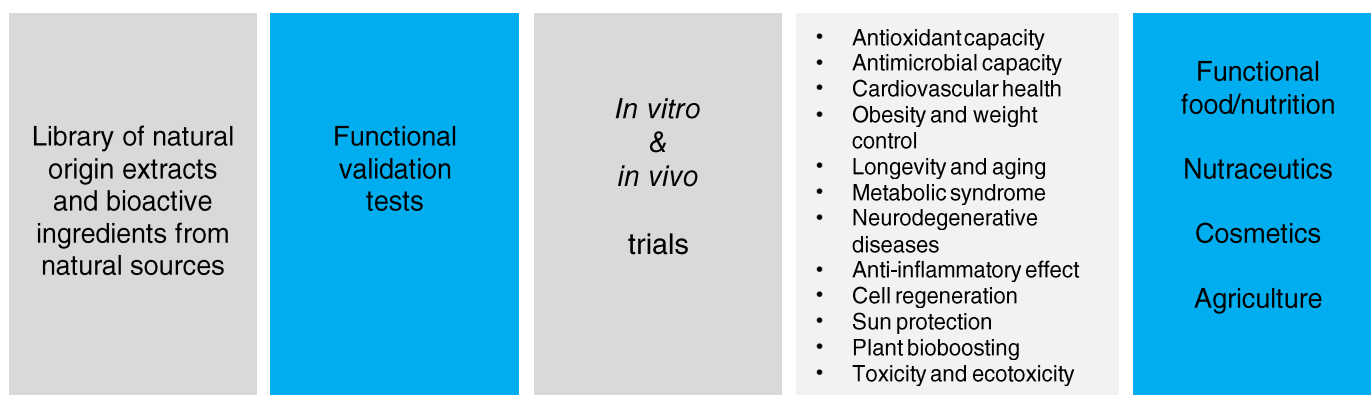 Library of natural
origin extracts
and bioactive
ingredients from
natural sources
Functional
validation
tests
In vitro
&
in vivo
trials
• Antioxidant capacity
• Antimicrobial capacity
• Cardiovascular health
• Obesity and weight
control
• Longevity and aging
• Metabolic syndrome
• Neurodegenerative
diseases
• Anti-inflammatory effect
• Cell regeneration
• Sun protection
• Plant bioboosting
• Toxicity and ecotoxicity
Functional
food/nutrition
Nutraceutics
Cosmetics
Agriculture